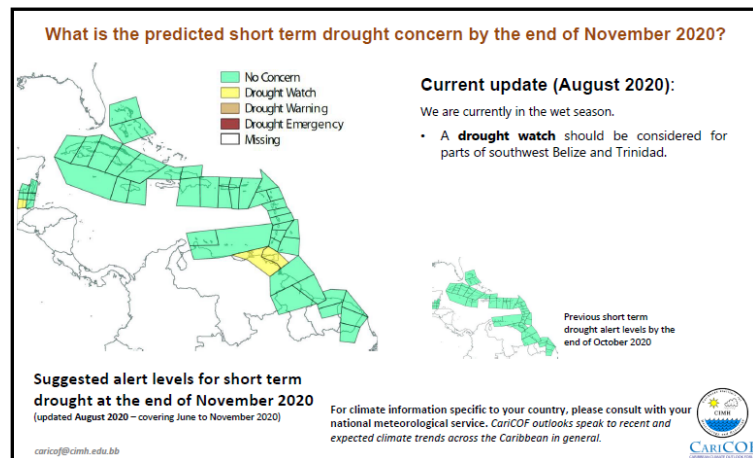 What is the predicted short term drought concern by the end of November 2020?
No Concern
Drought Watch
Drought Warning
Drought Emergency
Missing
Current update (August 2020):
We are currently in the wet season.
• A drought watch should be considered for
parts of southwest Belize and Trinidad.
Previous short term
drought alert levels by the
end of October 2020
Suggested alert levels for short term
drought at the end of November 2020
(updated August 2020 – covering June to November 2020)
For climate information specific to your country, please consult with your
national meteorological service. CariCOF outlooks speak to recent and
expected climate trends across the Caribbean in general.
caricof@cimh.edu.bb
CIMH
CARICOF